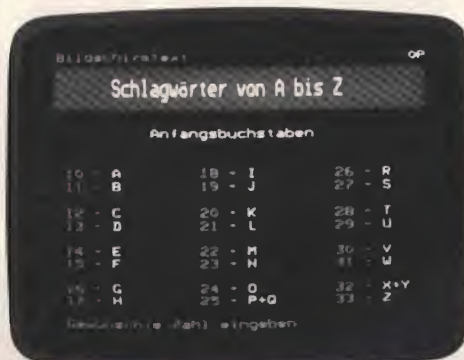 Bildschirmtext OP
Schlagwörter von A bis Z
Anfangsbuchstaben
10 - A 18 - I 26 - R
11 - B 19 - J 27 - S
12 - C 20 - K 28 - T
13 - D 21 - L 29 - U
14 - E 22 - M 30 - V
15 - F 23 - N 31 - W
16 - G 24 - O 32 - X+Y
17 - H 25 - P+Q 33 - Z
Gewünschte Zahl eingeben